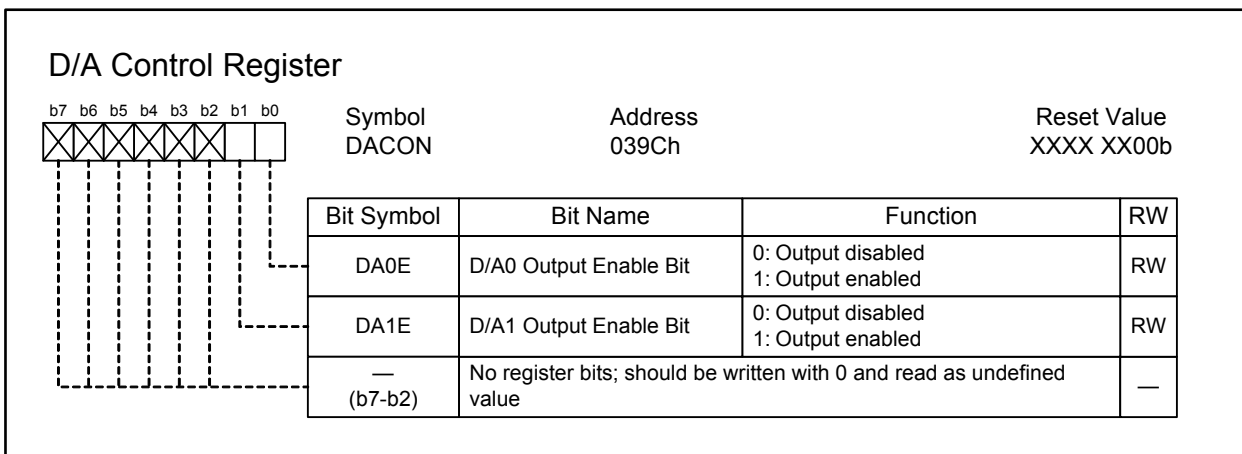 D/A Control Register
b7 b6 b5 b4 b3 b2 b1 b0
Symbol Address Reset Value
DACON 039Ch XXXX XX00b
Bit Symbol Bit Name Function RW
DA0E D/A0 Output Enable Bit 0: Output disabled
1: Output enabled RW
DA1E D/A1 Output Enable Bit 0: Output disabled
1: Output enabled RW
—
(b7-b2) No register bits; should be written with 0 and read as undefined
value —